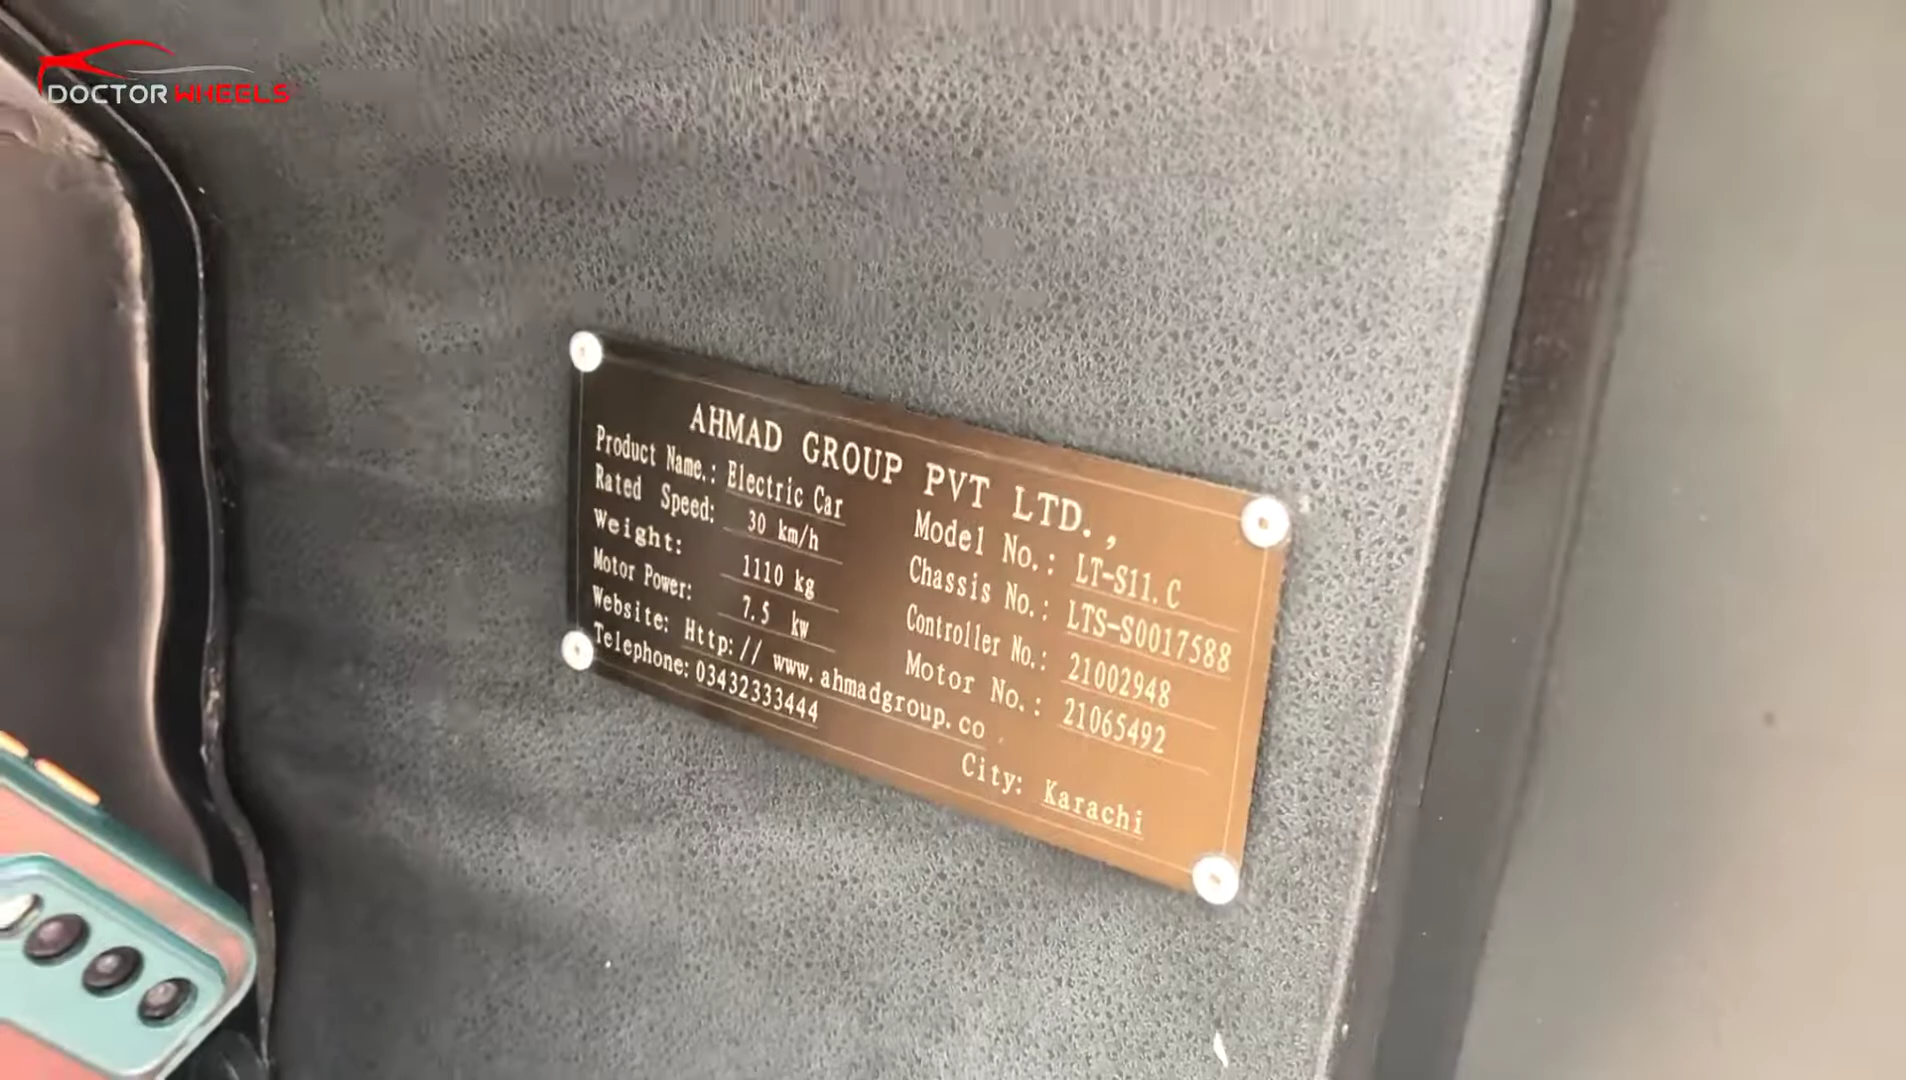 DOCTOR WHEELS
AHMAD GROUP PVT LTD.,
Product Name.: Electric Car
Rated Speed: 30 km/h
Weight: 1110 kg
Motor Power: 7.5 kw
Website: Http:// www.ahmadgroup.co
Telephone: 03432333444
Model No.: LT-S11.C
Chassis No.: LTS-S0017588
Controller No.: 21002948
Motor No.: 21065492
City: Karachi